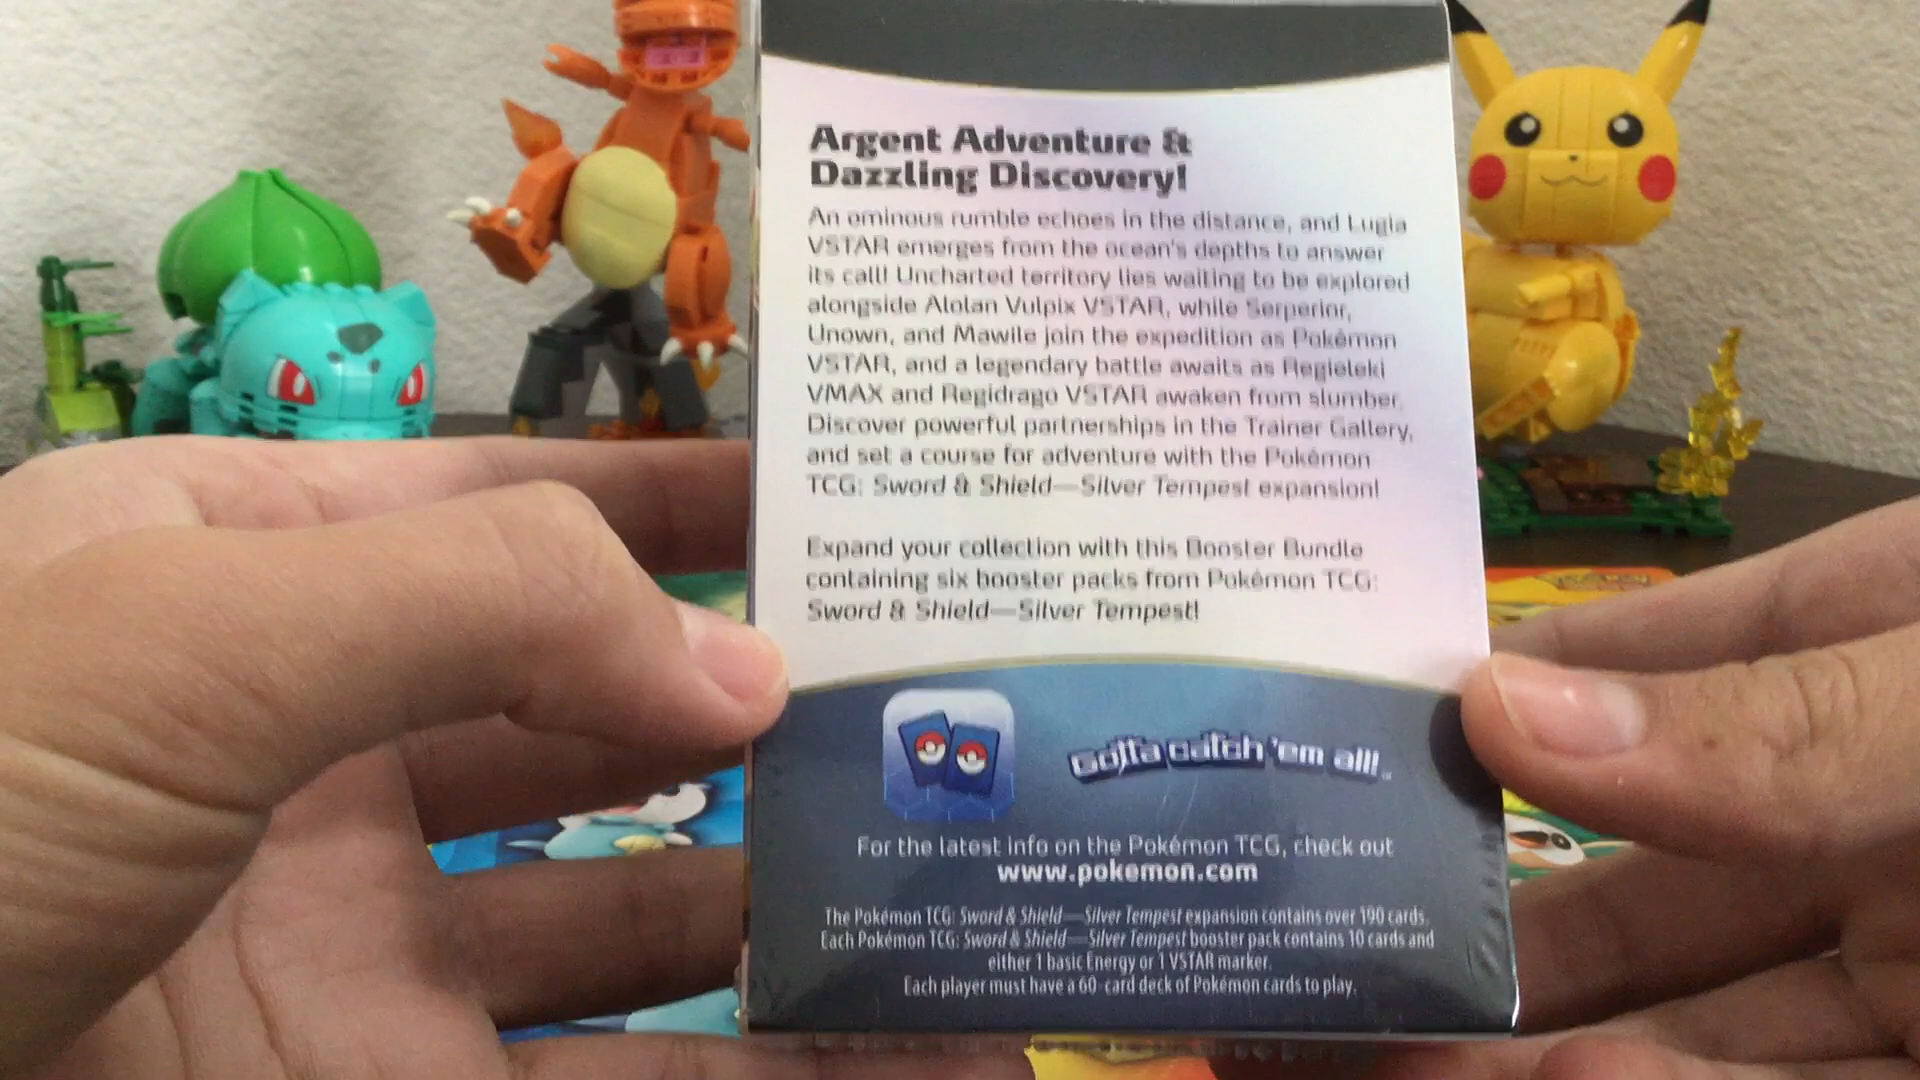 Argent Adventure &
Dazzling Discovery!
An ominous rumble echoes in the distance, and Lugia
VSTAR emerges from the ocean's depths to answer
its call! Uncharted territory lies waiting to be explored
alongside Alolan Vulpix VSTAR, while Serperior,
Unown, and Mawile join the expedition as Pokémon
VSTAR, and a legendary battle awaits as Regieleki
VMAX and Regidrago VSTAR awaken from slumber.
Discover powerful partnerships in the Trainer Gallery,
and set a course for adventure with the Pokémon
TCG: Sword & Shield—Silver Tempest expansion!
Expand your collection with this Booster Bundle
containing six booster packs from Pokémon TCG:
Sword & Shield—Silver Tempest!
Gotta catch 'em all!
For the latest info on the Pokémon TCG, check out
www.pokemon.com
The Pokémon TCG: Sword & Shield—Silver Tempest expansion contains over 190 cards.
Each Pokémon TCG: Sword & Shield—Silver Tempest booster pack contains 10 cards and
either 1 basic Energy or 1 VSTAR marker.
Each player must have a 60-card deck of Pokémon cards to play.